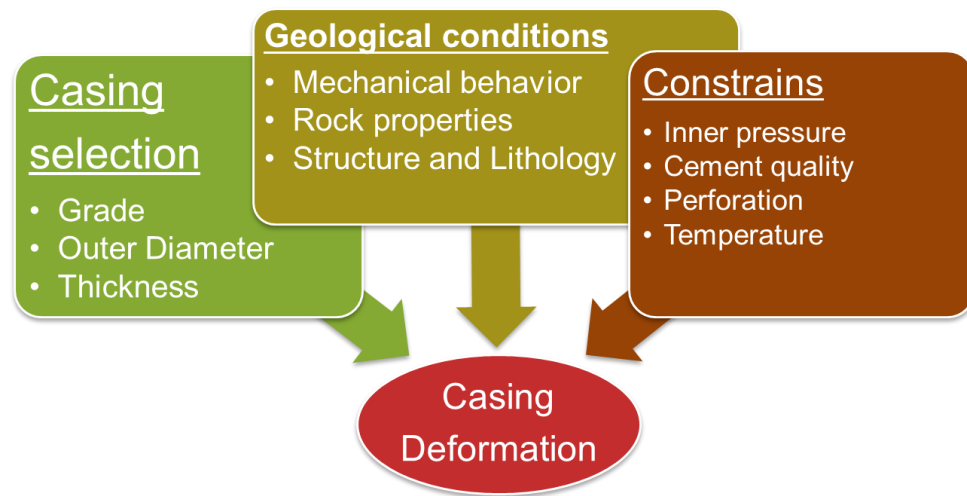 Casing
selection
• Grade
• Outer Diameter
• Thickness
Geological conditions
• Mechanical behavior
• Rock properties
• Structure and Lithology
Constrains
• Inner pressure
• Cement quality
• Perforation
• Temperature
Casing
Deformation